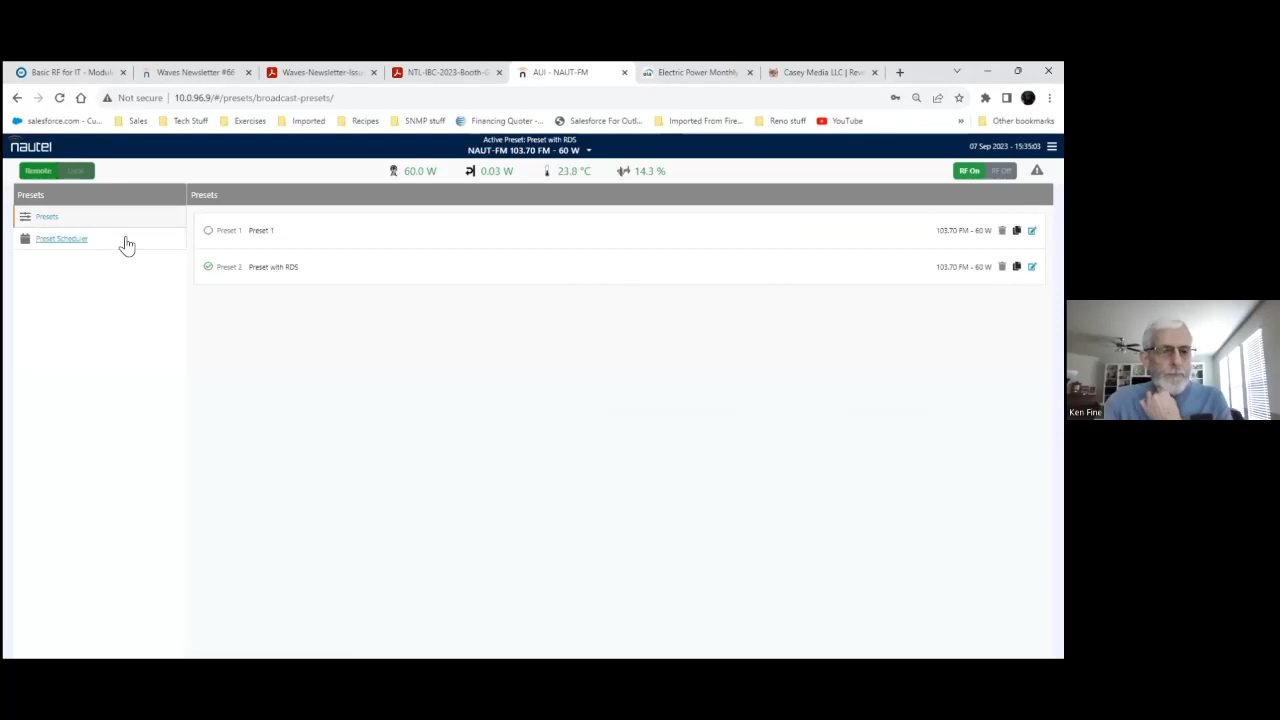 Basic RF for IT - Modul
Waves Newsletter #66
Waves-Newsletter-Issu
NTL-IBC-2023-Booth-G
AUI - NAUT-FM
Electric Power Monthly
Casey Media LLC | Rev
Not secure
10.0.96.9/#/presets/broadcast-presets/
salesforce.com - Cu...
Sales
Tech Stuff
Exercises
Imported
Recipes
SNMP stuff
Financing Quoter -...
Salesforce For Outl...
Imported From Fire...
Reno stuff
YouTube
»
Other bookmarks
nautel
Active Preset: Preset with RDS
NAUT-FM 103.70 FM - 60 W
07 Sep 2023 - 15:35:03
Remote
60.0 W
0.03 W
23.8 °C
14.3 %
RF On
RF Off
Presets
Presets
Presets
Preset Scheduler
Preset 1 Preset 1 103.70 FM - 60 W
Preset 2 Preset with RDS 103.70 FM - 60 W
Ken Fine